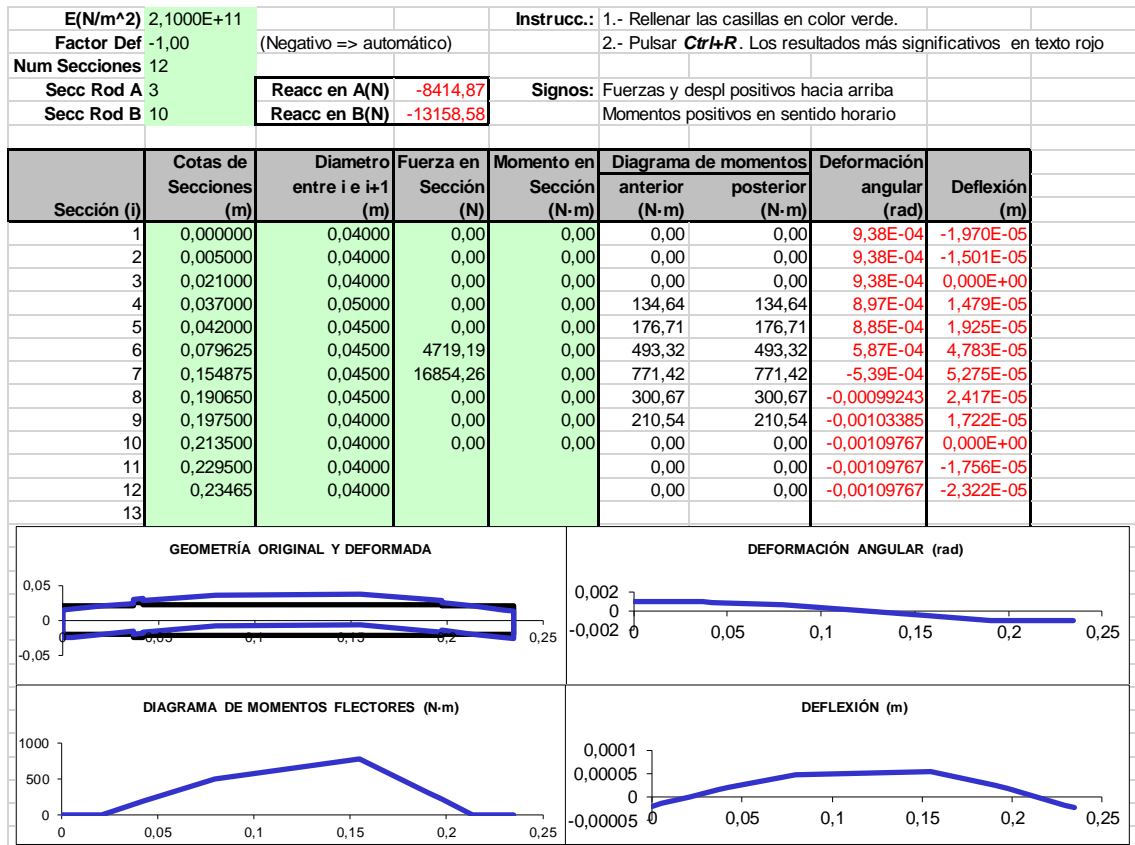 E(N/m^2) 2,1000E+11 Instrucc.: 1.- Rellenar las casillas en color verde.
Factor Def -1,00 (Negativo => automático) 2.- Pulsar Ctrl+R. Los resultados más significativos en texto rojo
Num Secciones 12
Secc Rod A 3 Reacc en A(N) -8414,87 Signos: Fuerzas y despl positivos hacia arriba
Secc Rod B 10 Reacc en B(N) -13158,58 Momentos positivos en sentido horario
Cotas de Diametro Fuerza en Momento en Diagrama de momentos Deformación
Secciones entre i e i+1 Sección Sección anterior posterior angular Deflexión
Sección (i) (m) (m) (N) (N·m) (N·m) (N·m) (rad) (m)
1 0,000000 0,04000 0,00 0,00 0,00 0,00 9,38E-04 -1,970E-05
2 0,005000 0,04000 0,00 0,00 0,00 0,00 9,38E-04 -1,501E-05
3 0,021000 0,04000 0,00 0,00 0,00 0,00 9,38E-04 0,000E+00
4 0,037000 0,05000 0,00 0,00 134,64 134,64 8,97E-04 1,479E-05
5 0,042000 0,04500 0,00 0,00 176,71 176,71 8,85E-04 1,925E-05
6 0,079625 0,04500 4719,19 0,00 493,32 493,32 5,87E-04 4,783E-05
7 0,154875 0,04500 16854,26 0,00 771,42 771,42 -5,39E-04 5,275E-05
8 0,190650 0,04500 0,00 0,00 300,67 300,67 -0,00099243 2,417E-05
9 0,197500 0,04000 0,00 0,00 210,54 210,54 -0,00103385 1,722E-05
10 0,213500 0,04000 0,00 0,00 0,00 0,00 -0,00109767 0,000E+00
11 0,229500 0,04000 0,00 0,00 -0,00109767 -1,756E-05
12 0,23465 0,04000 0,00 0,00 -0,00109767 -2,322E-05
13
GEOMETRÍA ORIGINAL Y DEFORMADA
0,05
0
-0,05
0 0,05 0,1 0,15 0,2 0,25
DEFORMACIÓN ANGULAR (rad)
0,002
0
-0,002
0 0,05 0,1 0,15 0,2 0,25
DIAGRAMA DE MOMENTOS FLECTORES (N·m)
1000
500
0
0 0,05 0,1 0,15 0,2 0,25
DEFLEXIÓN (m)
0,0001
0,00005
0
-0,00005
0 0,05 0,1 0,15 0,2 0,25